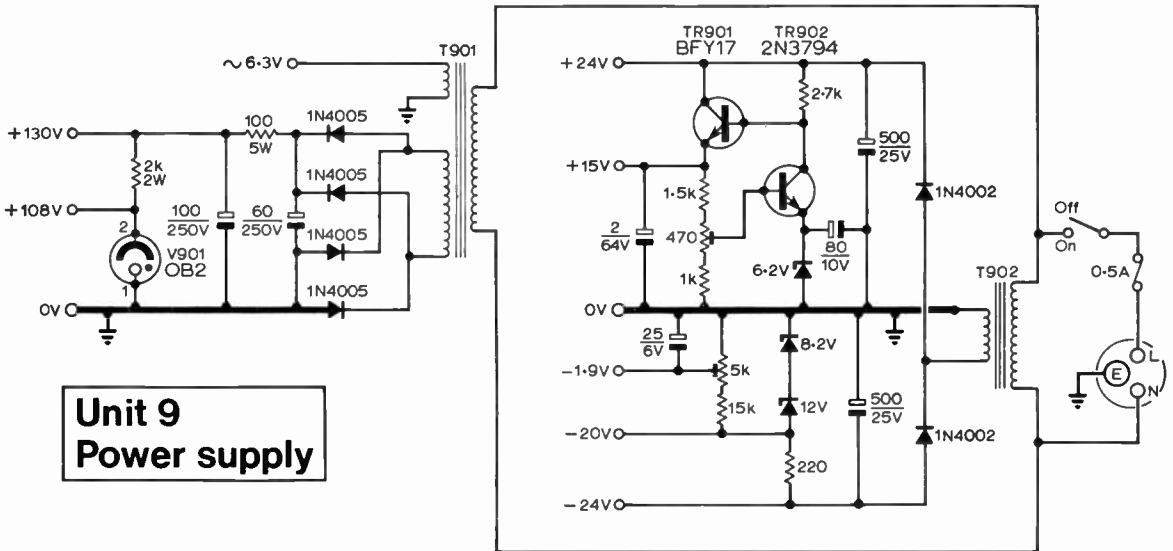 TR901 TR902
BFY17 2N3794
T901
∼6·3V
+24V
2·7k
1N4005
100
5W
+130V
500
25V
2k
2W
1N4005
+15V
1·5k
1N4002
Off
On
+108V
100
250V
60
250V
1N4005
2
64V
470
80
10V
6·2V
0·5A
2
V901
OB2
1
1N4005
1k
T902
0V
0V
L
E
N
25
6V
8·2V
−1·9V
5k
15k
12V
500
25V
1N4002
−20V
220
−24V
Unit 9
Power supply